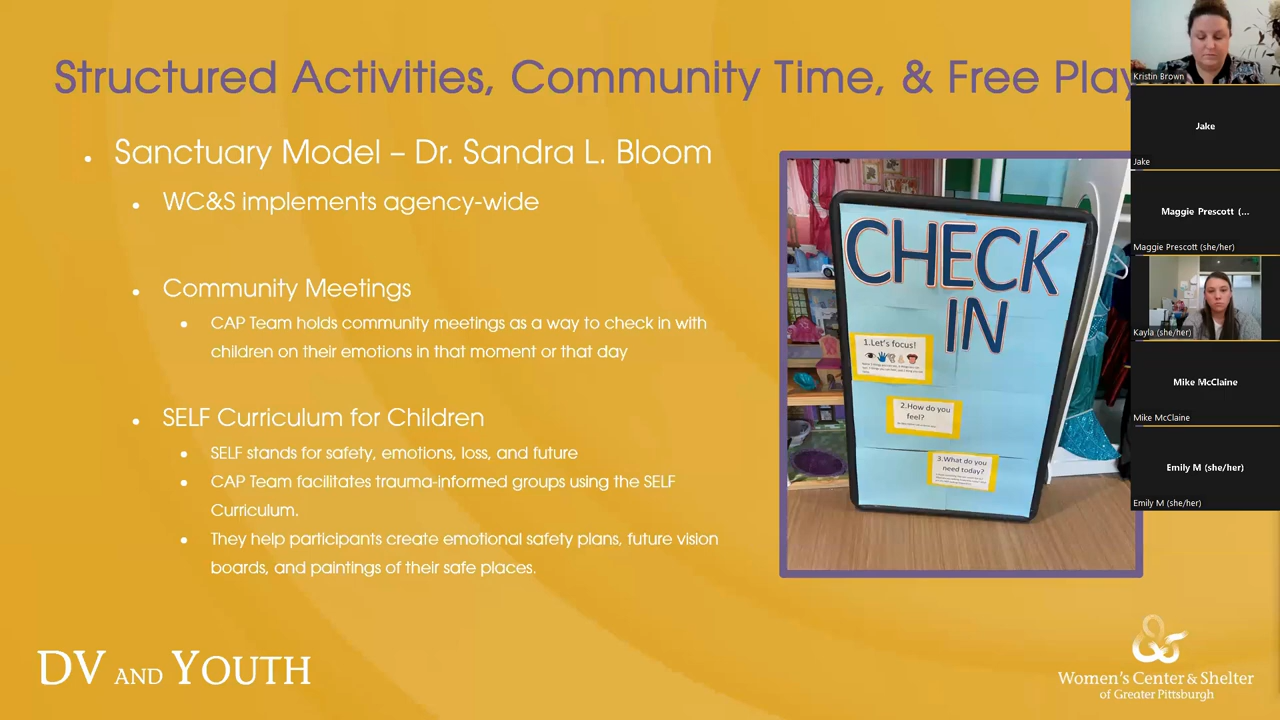 Structured Activities, Community Time, & Free Play
Sanctuary Model – Dr. Sandra L. Bloom
WC&S implements agency-wide
Community Meetings
CAP Team holds community meetings as a way to check in with
children on their emotions in that moment or that day
SELF Curriculum for Children
SELF stands for safety, emotions, loss, and future
CAP Team facilitates trauma-informed groups using the SELF
Curriculum.
They help participants create emotional safety plans, future vision
boards, and paintings of their safe places.
CHECK
IN
1.Let's focus!
2.How do you
feel?
3.What do you
need today?
DV AND YOUTH
Women's Center & Shelter
of Greater Pittsburgh
Kristin Brown
Jake
Jake
Maggie Prescott (...
Maggie Prescott (she/her)
Kayla (she/her)
Mike McClaine
Mike McClaine
Emily M (she/her)
Emily M (she/her)